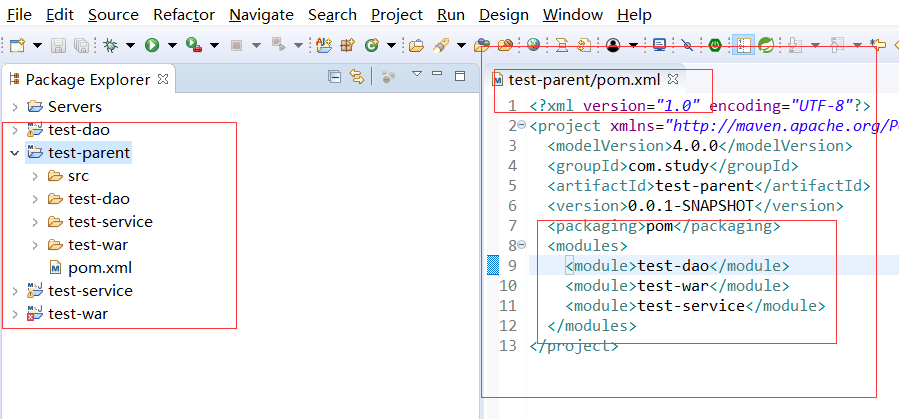 File Edit Source Refactor Navigate Search Project Run Design Window Help
Package Explorer
Servers
test-dao
test-parent
src
test-dao
test-service
test-war
pom.xml
test-service
test-war
test-parent/pom.xml
1 <?xml version="1.0" encoding="UTF-8"?>
2 <project xmlns="http://maven.apache.org/P
3 <modelVersion>4.0.0</modelVersion>
4 <groupId>com.study</groupId>
5 <artifactId>test-parent</artifactId>
6 <version>0.0.1-SNAPSHOT</version>
7 <packaging>pom</packaging>
8 <modules>
9 <module>test-dao</module>
10 <module>test-war</module>
11 <module>test-service</module>
12 </modules>
13 </project>